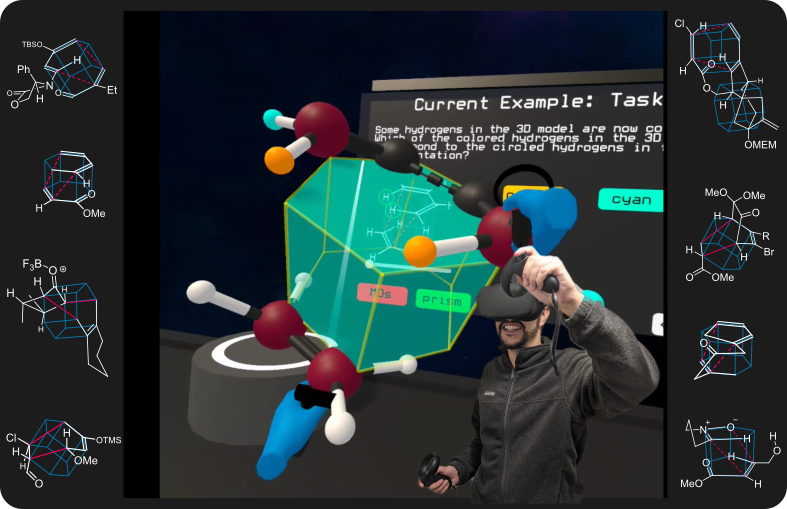 Current Example: Task
Some hydrogens in the 3D model are now co
Which of the colored hydrogens in the 3D
ond to the circled hydrogens in
ntation?
cyan
MOs
prism
H
H
H
H
TBSO
Ph
H
N
O
O
H
O
Et
H
H
O
OMe
F3B
O
⊕
H
H
H
H
Cl
H
H
H
O
OTMS
OMe
Cl
H
H
O
O
H
H
OMEM
MeO
OMe
H
O
R
Br
H
O
OMe
O
N
+
O
−
H
H
H
O
O
MeO
H